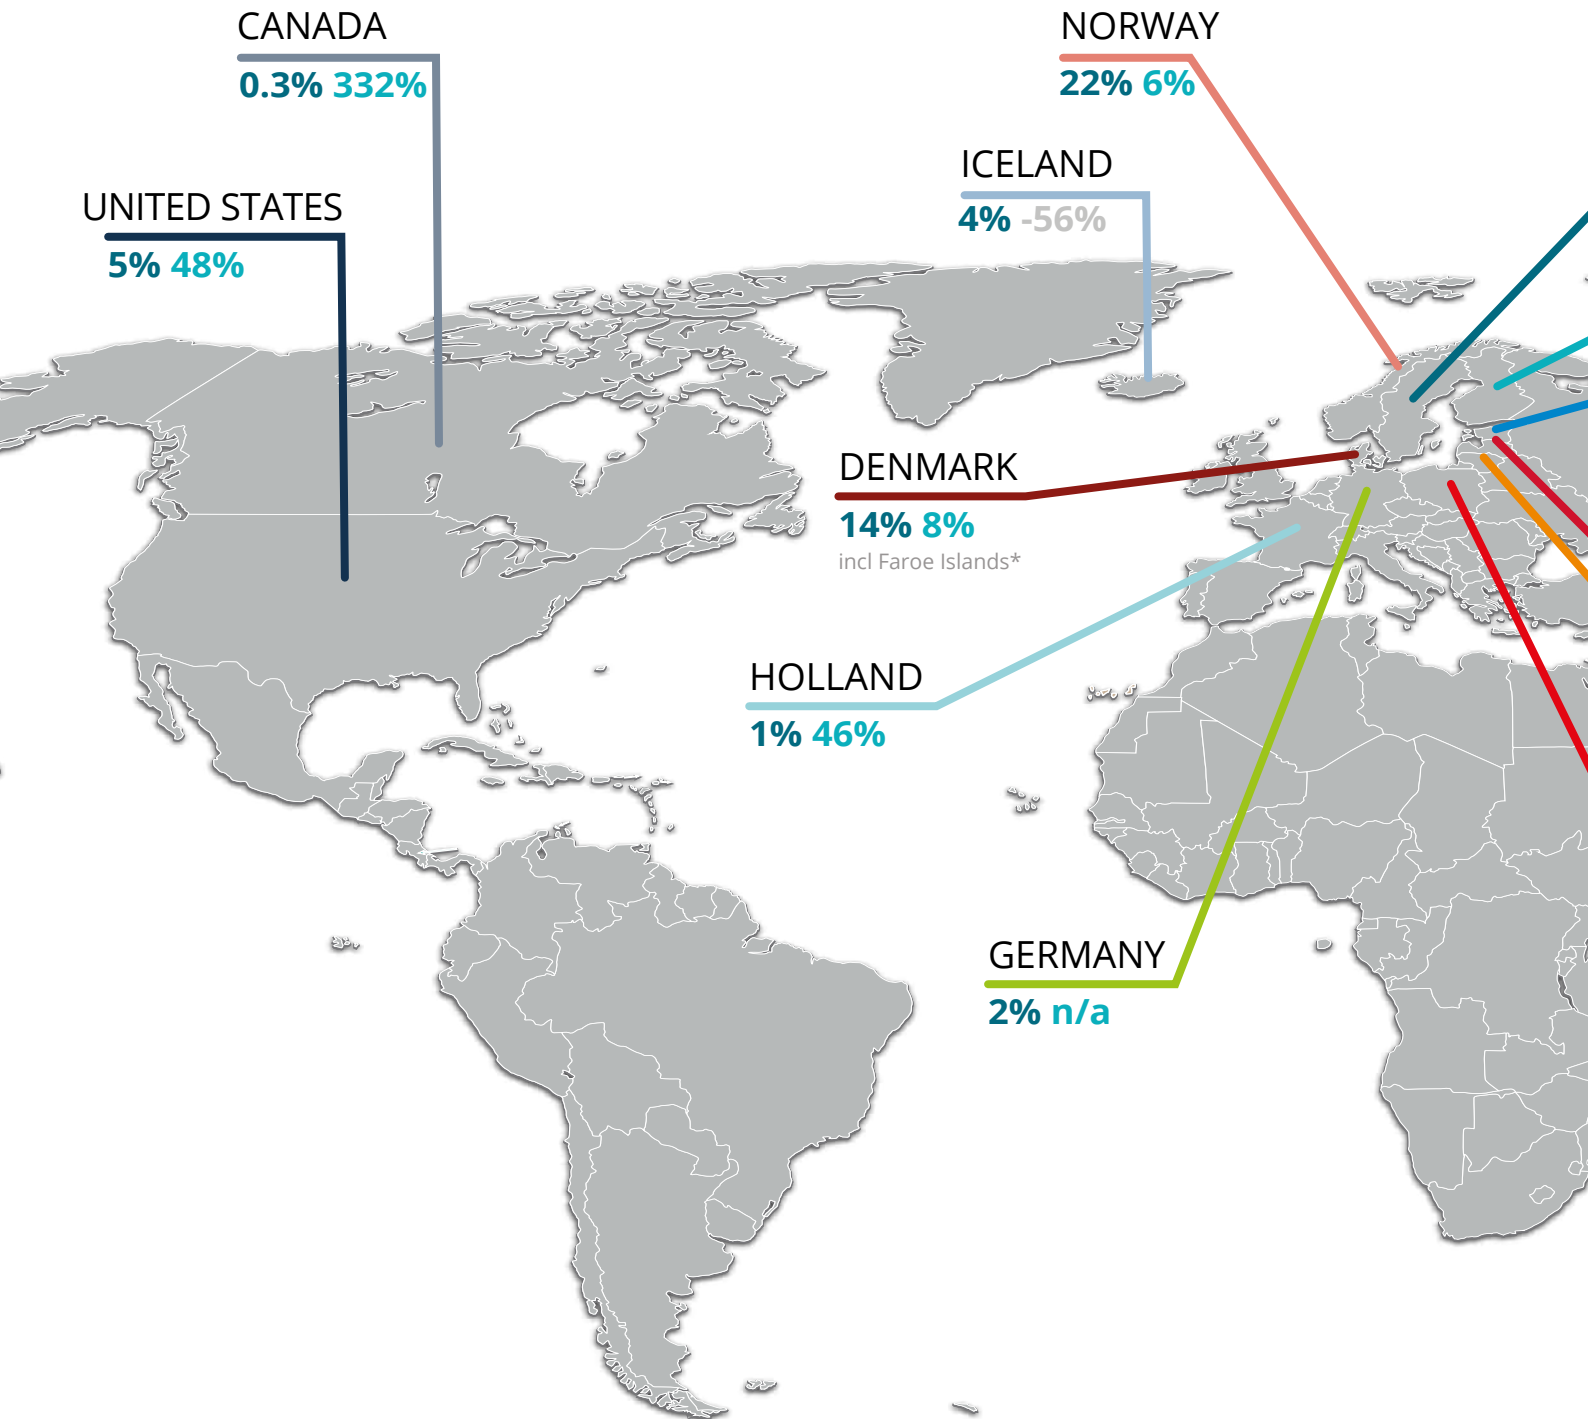 CANADA
0.3% 332%
NORWAY
22% 6%
ICELAND
4% -56%
UNITED STATES
5% 48%
DENMARK
14% 8%
incl Faroe Islands*
HOLLAND
1% 46%
GERMANY
2% n/a